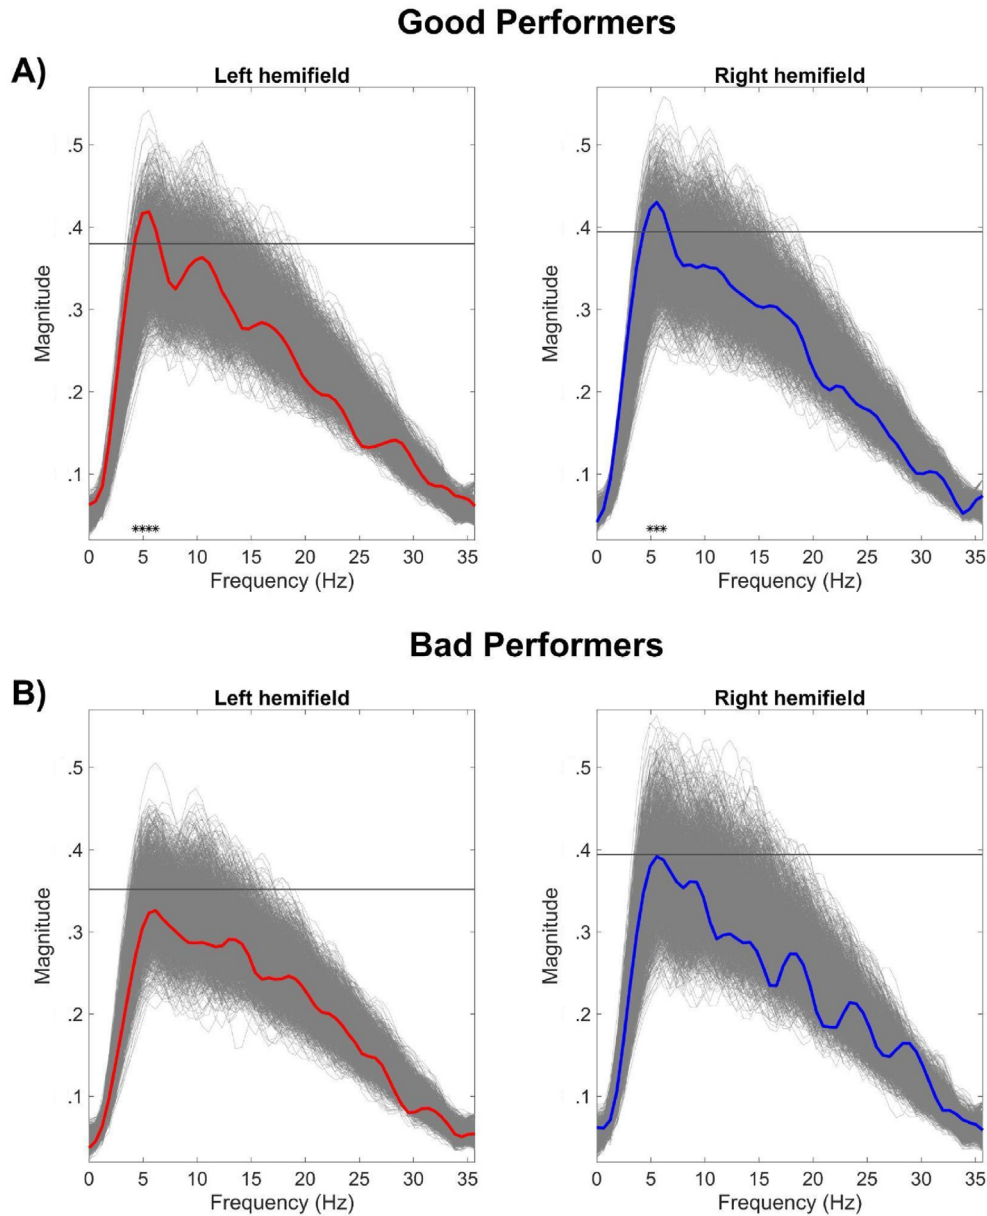 Good Performers
A)
Left hemifield
Right hemifield
Magnitude
.5
.4
.3
.2
.1
0 5 10 15 20 25 30 35
Frequency (Hz)
****
Magnitude
.5
.4
.3
.2
.1
0 5 10 15 20 25 30 35
Frequency (Hz)
***
Bad Performers
B)
Left hemifield
Right hemifield
Magnitude
.5
.4
.3
.2
.1
0 5 10 15 20 25 30 35
Frequency (Hz)
Magnitude
.5
.4
.3
.2
.1
0 5 10 15 20 25 30 35
Frequency (Hz)